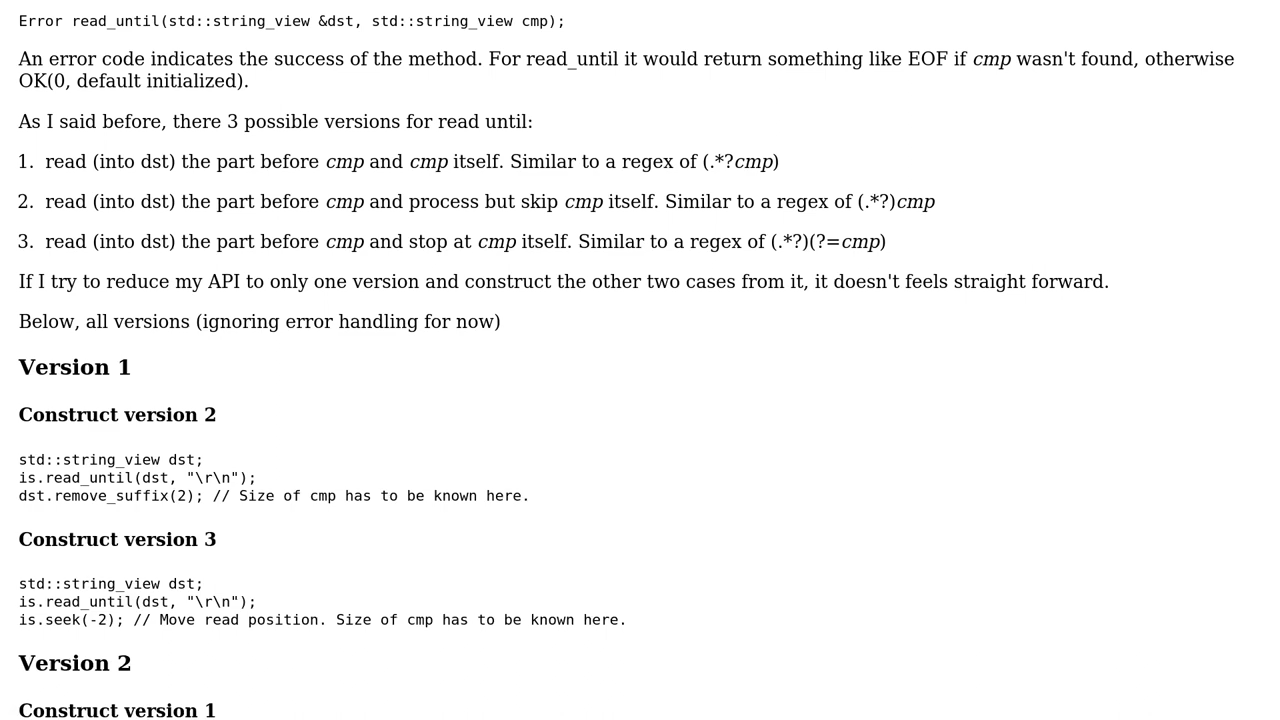 Error read_until(std::string_view &dst, std::string_view cmp);
An error code indicates the success of the method. For read_until it would return something like EOF if cmp wasn't found, otherwise
OK(0, default initialized).
As I said before, there 3 possible versions for read until:
1. read (into dst) the part before cmp and cmp itself. Similar to a regex of (.*?cmp)
2. read (into dst) the part before cmp and process but skip cmp itself. Similar to a regex of (.*?)cmp
3. read (into dst) the part before cmp and stop at cmp itself. Similar to a regex of (.*?)(?=cmp)
If I try to reduce my API to only one version and construct the other two cases from it, it doesn't feels straight forward.
Below, all versions (ignoring error handling for now)
Version 1
Construct version 2
std::string_view dst;
is.read_until(dst, "\r\n");
dst.remove_suffix(2); // Size of cmp has to be known here.
Construct version 3
std::string_view dst;
is.read_until(dst, "\r\n");
is.seek(-2); // Move read position. Size of cmp has to be known here.
Version 2
Construct version 1